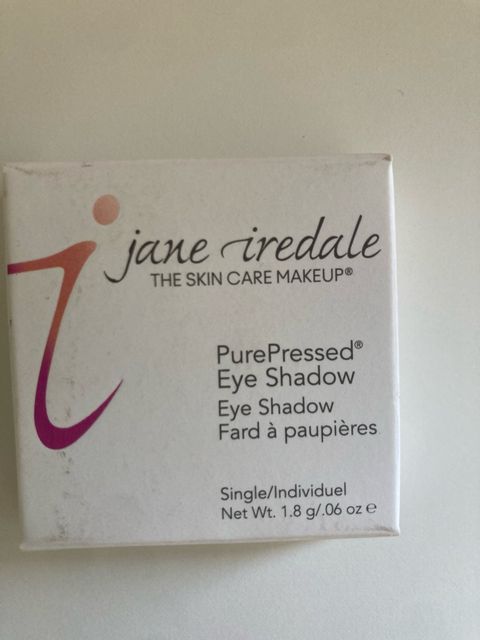 jane iredale
THE SKIN CARE MAKEUP®
PurePressed®
Eye Shadow
Eye Shadow
Fard à paupières
Single/Individuel
Net Wt. 1.8 g/.06 oz ℮